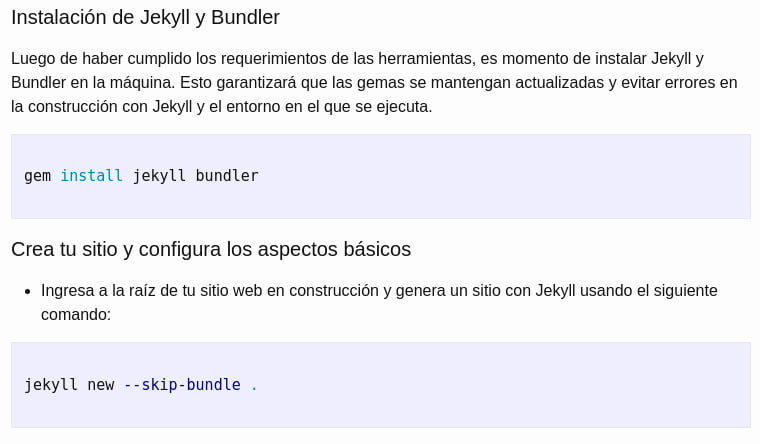 Instalación de Jekyll y Bundler
Luego de haber cumplido los requerimientos de las herramientas, es momento de instalar Jekyll y
Bundler en la máquina. Esto garantizará que las gemas se mantengan actualizadas y evitar errores en
la construcción con Jekyll y el entorno en el que se ejecuta.
gem install jekyll bundler
Crea tu sitio y configura los aspectos básicos
• Ingresa a la raíz de tu sitio web en construcción y genera un sitio con Jekyll usando el siguiente
comando:
jekyll new --skip-bundle .